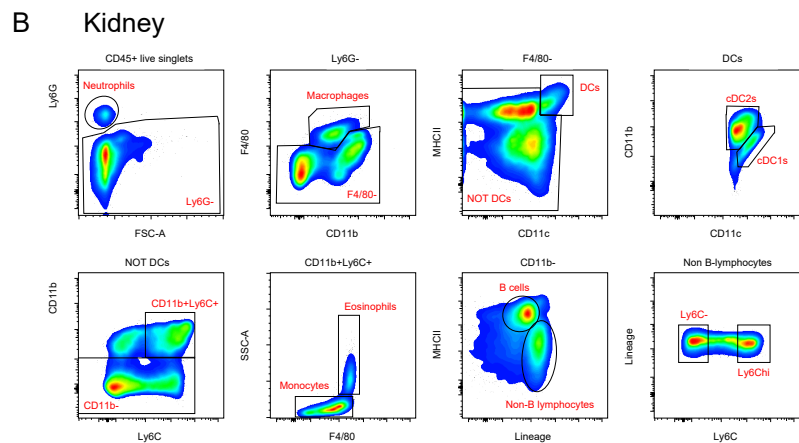 B Kidney
CD45+ live singlets
Ly6G
Neutrophils
Ly6G-
FSC-A
Ly6G-
F4/80
Macrophages
F4/80-
CD11b
F4/80-
MHCII
DCs
NOT DCs
CD11c
DCs
CD11b
cDC2s
cDC1s
CD11c
NOT DCs
CD11b
CD11b+Ly6C+
CD11b-
Ly6C
CD11b+Ly6C+
SSC-A
Eosinophils
Monocytes
F4/80
CD11b-
MHCII
B cells
Non-B lymphocytes
Lineage
Non B-lymphocytes
Lineage
Ly6C-
Ly6Chi
Ly6C